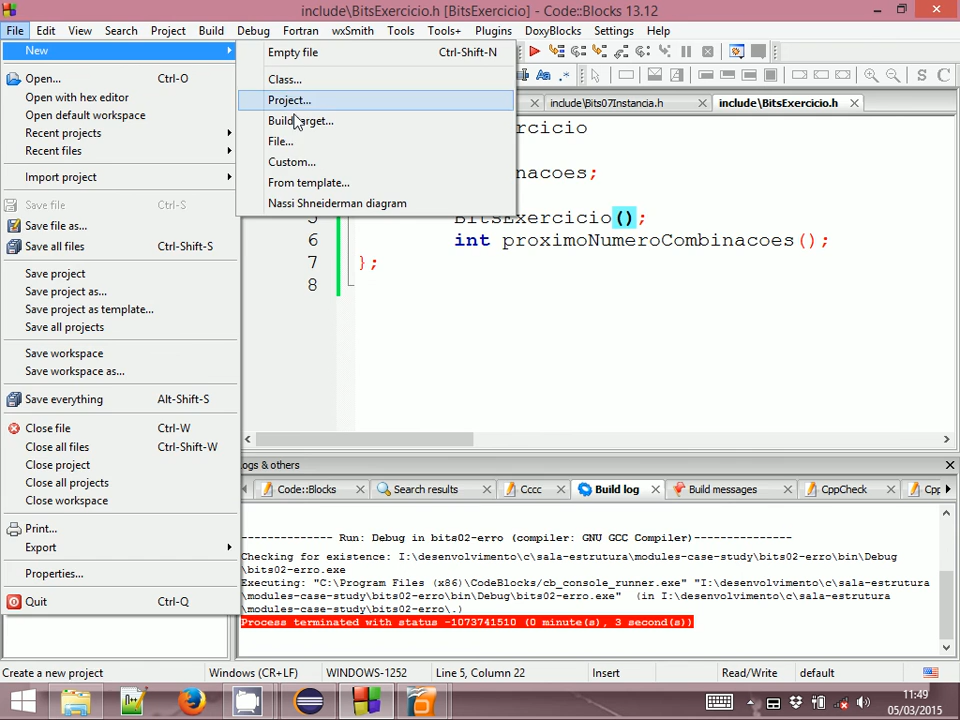 include\BitsExercicio.h [BitsExercicio] - Code::Blocks 13.12
File Edit View Search Project Build Debug Fortran wxSmith Tools Tools+ Plugins DoxyBlocks Settings Help
New
Open... Ctrl-O
Open with hex editor
Open default workspace
Recent projects
Recent files
Import project
Save file Ctrl-S
Save file as...
Save all files Ctrl-Shift-S
Save project
Save project as...
Save project as template...
Save all projects
Save workspace
Save workspace as...
Save everything Alt-Shift-S
Close file Ctrl-W
Close all files Ctrl-Shift-W
Close project
Close all projects
Close workspace
Print...
Export
Properties...
Quit Ctrl-Q
Empty file Ctrl-Shift-N
Class...
Project...
Build target...
File...
Custom...
From template...
Nassi Shneiderman diagram
S C
include\Bits07Instancia.h include\BitsExercicio.h
rcicio
nacoes;
BitsExercicio();
6 int proximoNumeroCombinacoes();
7 };
8
ogs & others
Code::Blocks Search results Cccc Build log Build messages CppCheck Cpp
-------------- Run: Debug in bits02-erro (compiler: GNU GCC Compiler)---------------
Checking for existence: I:\desenvolvimento\c\sala-estrutura\modules-case-study\bits02-erro\bin\Debug
\bits02-erro.exe
Executing: "C:\Program Files (x86)\CodeBlocks/cb_console_runner.exe" "I:\desenvolvimento\c\sala-estrutura
\modules-case-study\bits02-erro\bin\Debug\bits02-erro.exe"  (in I:\desenvolvimento\c\sala-estrutura
\modules-case-study\bits02-erro\.)
Process terminated with status -1073741510 (0 minute(s), 3 second(s))
Create a new project Windows (CR+LF) WINDOWS-1252 Line 5, Column 22 Insert Read/Write default
11:49
05/03/2015